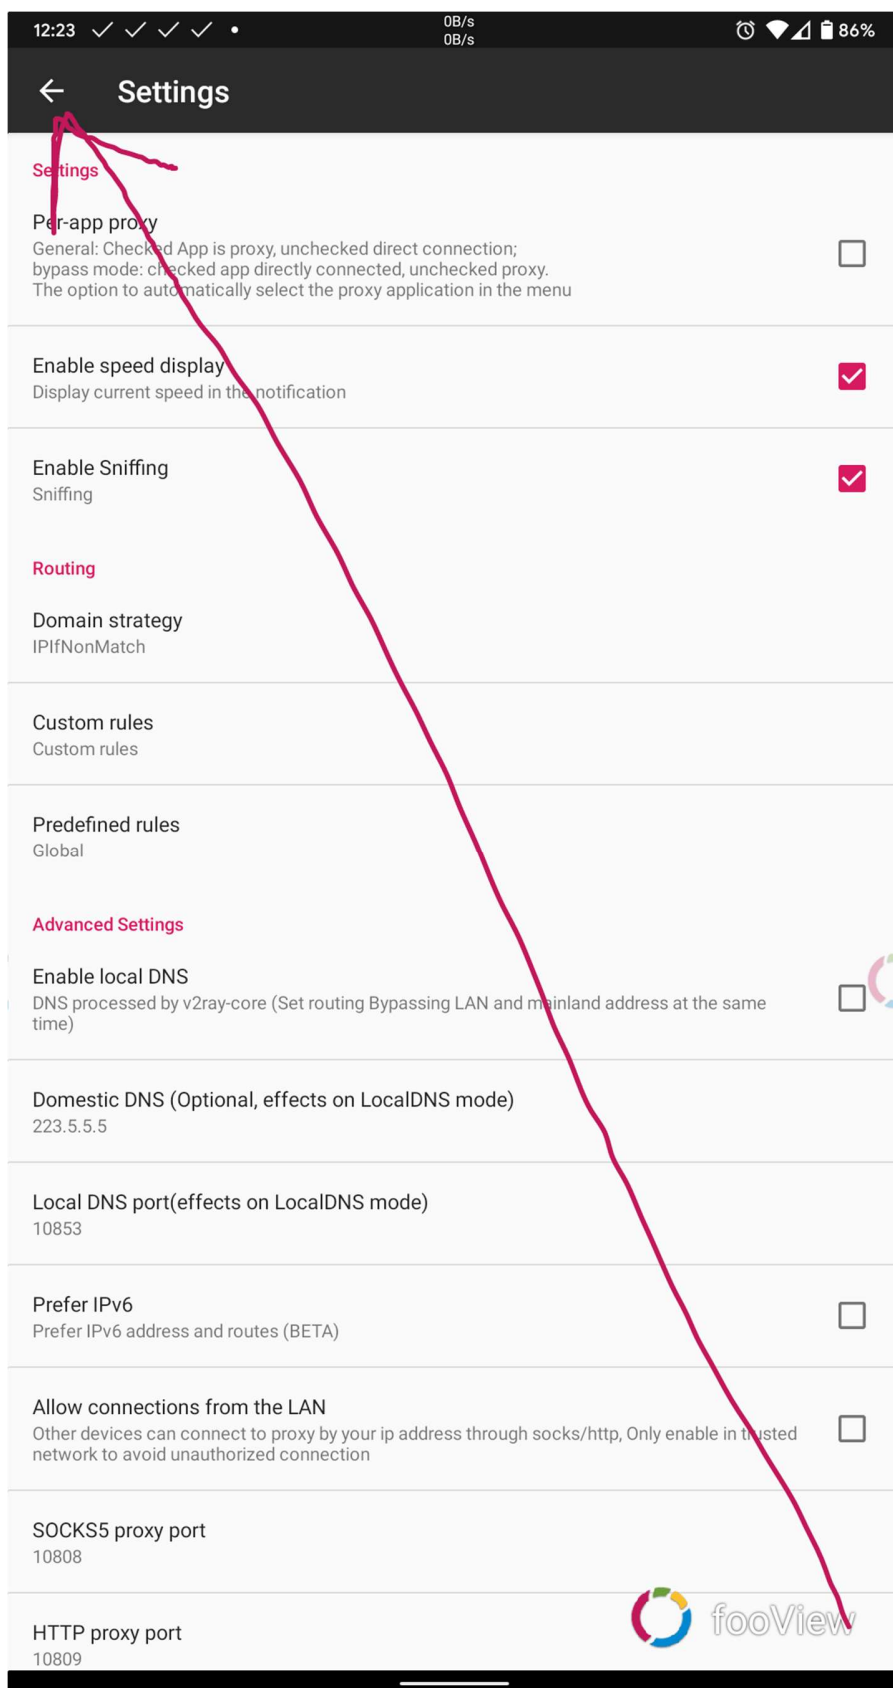 12:23
0B/s
0B/s
86%
Settings
Settings
Per-app proxy
General: Checked App is proxy, unchecked direct connection;
bypass mode: checked app directly connected, unchecked proxy.
The option to automatically select the proxy application in the menu
Enable speed display
Display current speed in the notification
Enable Sniffing
Sniffing
Routing
Domain strategy
IPIfNonMatch
Custom rules
Custom rules
Predefined rules
Global
Advanced Settings
Enable local DNS
DNS processed by v2ray-core (Set routing Bypassing LAN and mainland address at the same
time)
Domestic DNS (Optional, effects on LocalDNS mode)
223.5.5.5
Local DNS port(effects on LocalDNS mode)
10853
Prefer IPv6
Prefer IPv6 address and routes (BETA)
Allow connections from the LAN
Other devices can connect to proxy by your ip address through socks/http, Only enable in trusted
network to avoid unauthorized connection
SOCKS5 proxy port
10808
fooView
HTTP proxy port
10809